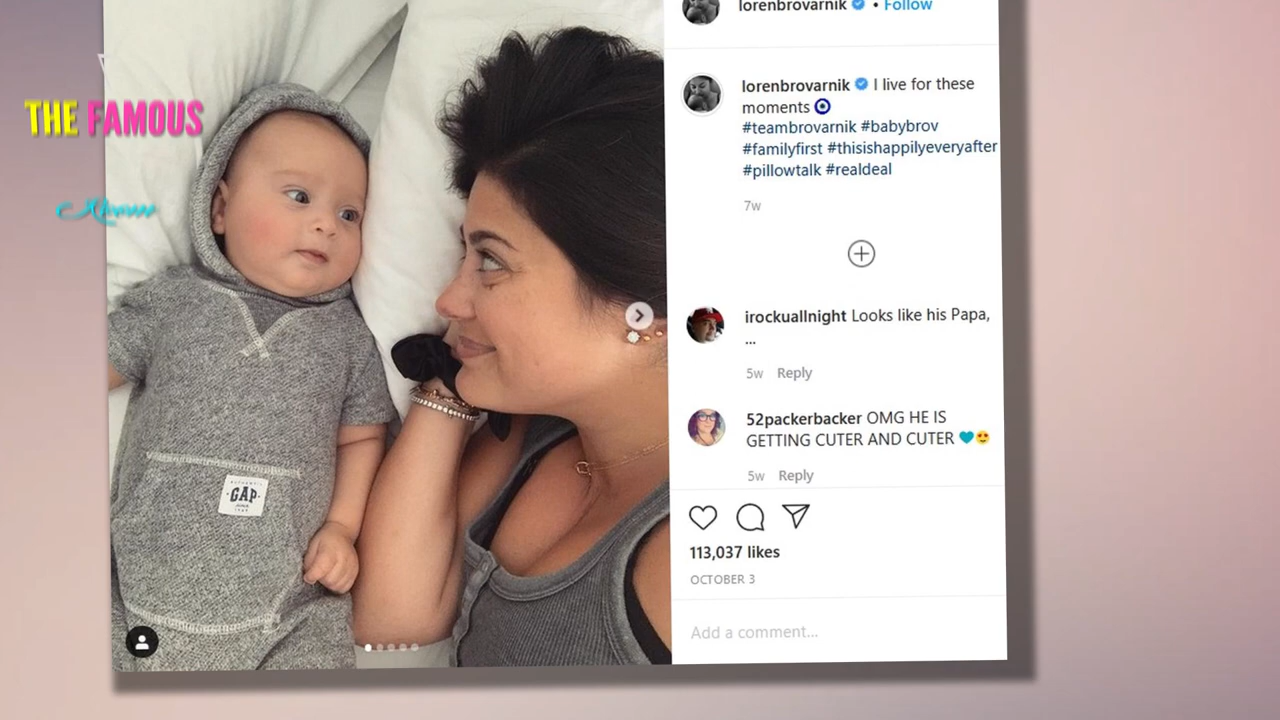 THE FAMOUS
lorenbrovarnik • Follow
lorenbrovarnik I live for these
moments
#teambrovarnik #babybrov
#familyfirst #thisishappilyeverafter
#pillowtalk #realdeal
7w
irockuallnight Looks like his Papa,
...
5w Reply
52packerbacker OMG HE IS
GETTING CUTER AND CUTER
5w Reply
113,037 likes
OCTOBER 3
Add a comment...
GAP